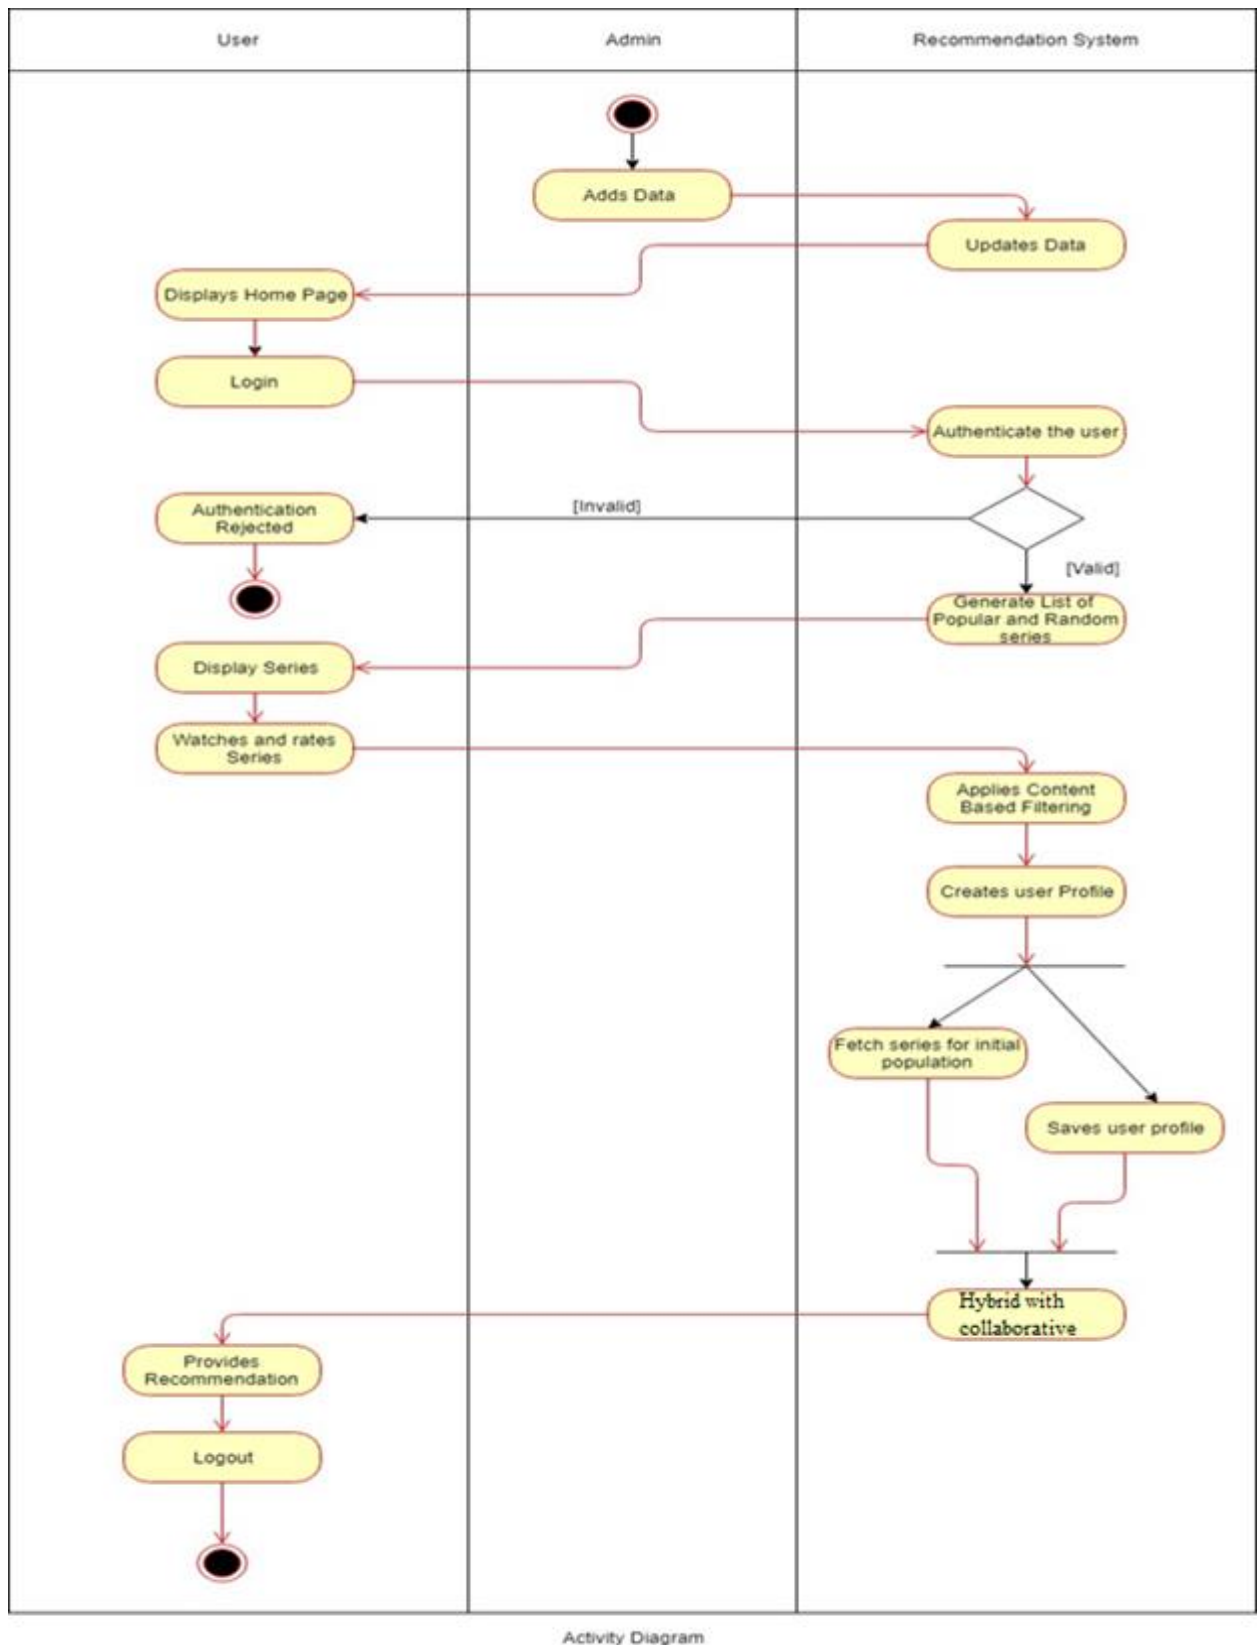 User
Admin
Recommendation System
Adds Data
Updates Data
Displays Home Page
Login
Authenticate the user
[Invalid]
Authentication
Rejected
[Valid]
Generate List of
Popular and Random
series
Display Series
Watches and rates
Series
Applies Content
Based Filtering
Creates user Profile
Fetch series for initial
population
Saves user profile
Hybrid with
collaborative
Provides
Recommendation
Logout
Activity Diagram